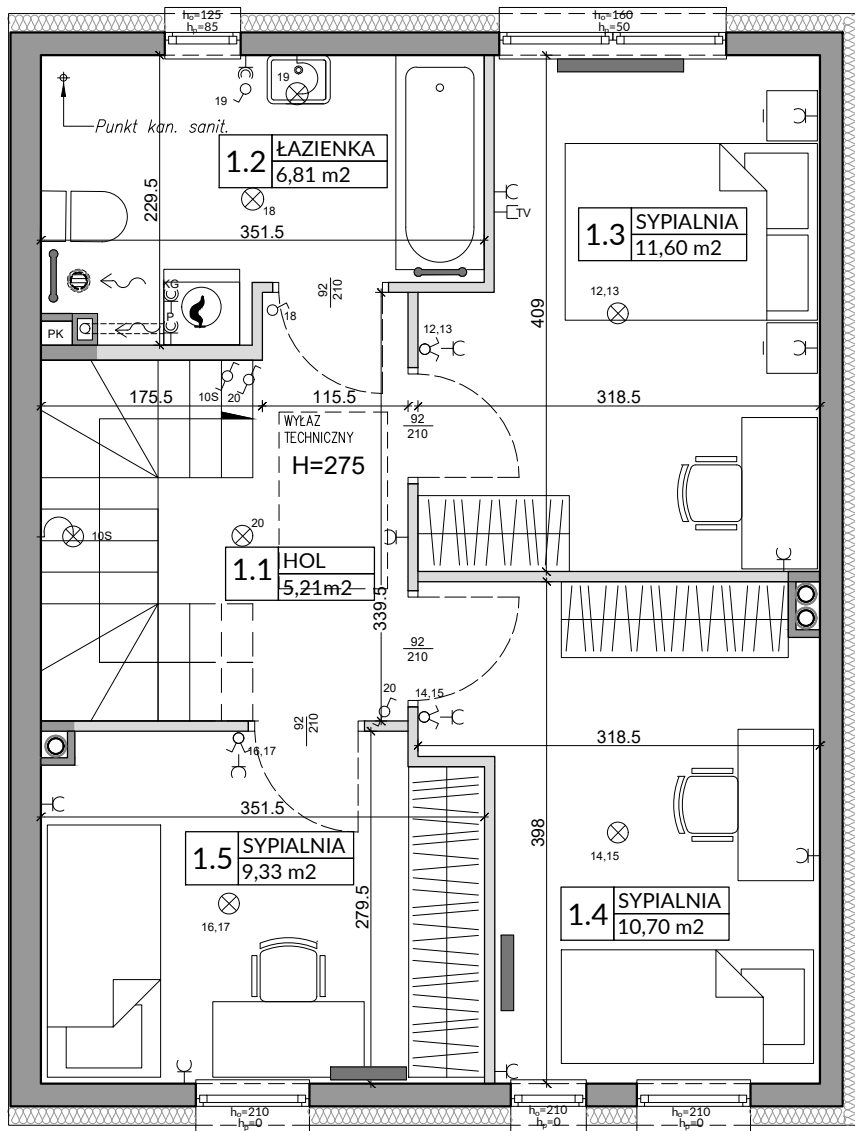 hₒ=125
hₚ=85
hₒ=160
hₚ=50
19
19
Punkt kan. sanit.
1.2
ŁAZIENKA
6,81 m2
18
229.5
351.5
TV
1.3
SYPIALNIA
11,60 m2
12,13
409
KG
P
PK
92
210
18
12,13
10S
20
175.5
115.5
318.5
92
210
WYŁAZ
TECHNICZNY
H=275
10S
20
1.1
HOL
5,21m2
339.5
92
210
20
14,15
92
210
16,17
318.5
351.5
398
1.5
SYPIALNIA
9,33 m2
14,15
16,17
279.5
1.4
SYPIALNIA
10,70 m2
hₒ=210
hₚ=0
hₒ=210
hₚ=0
hₒ=210
hₚ=0